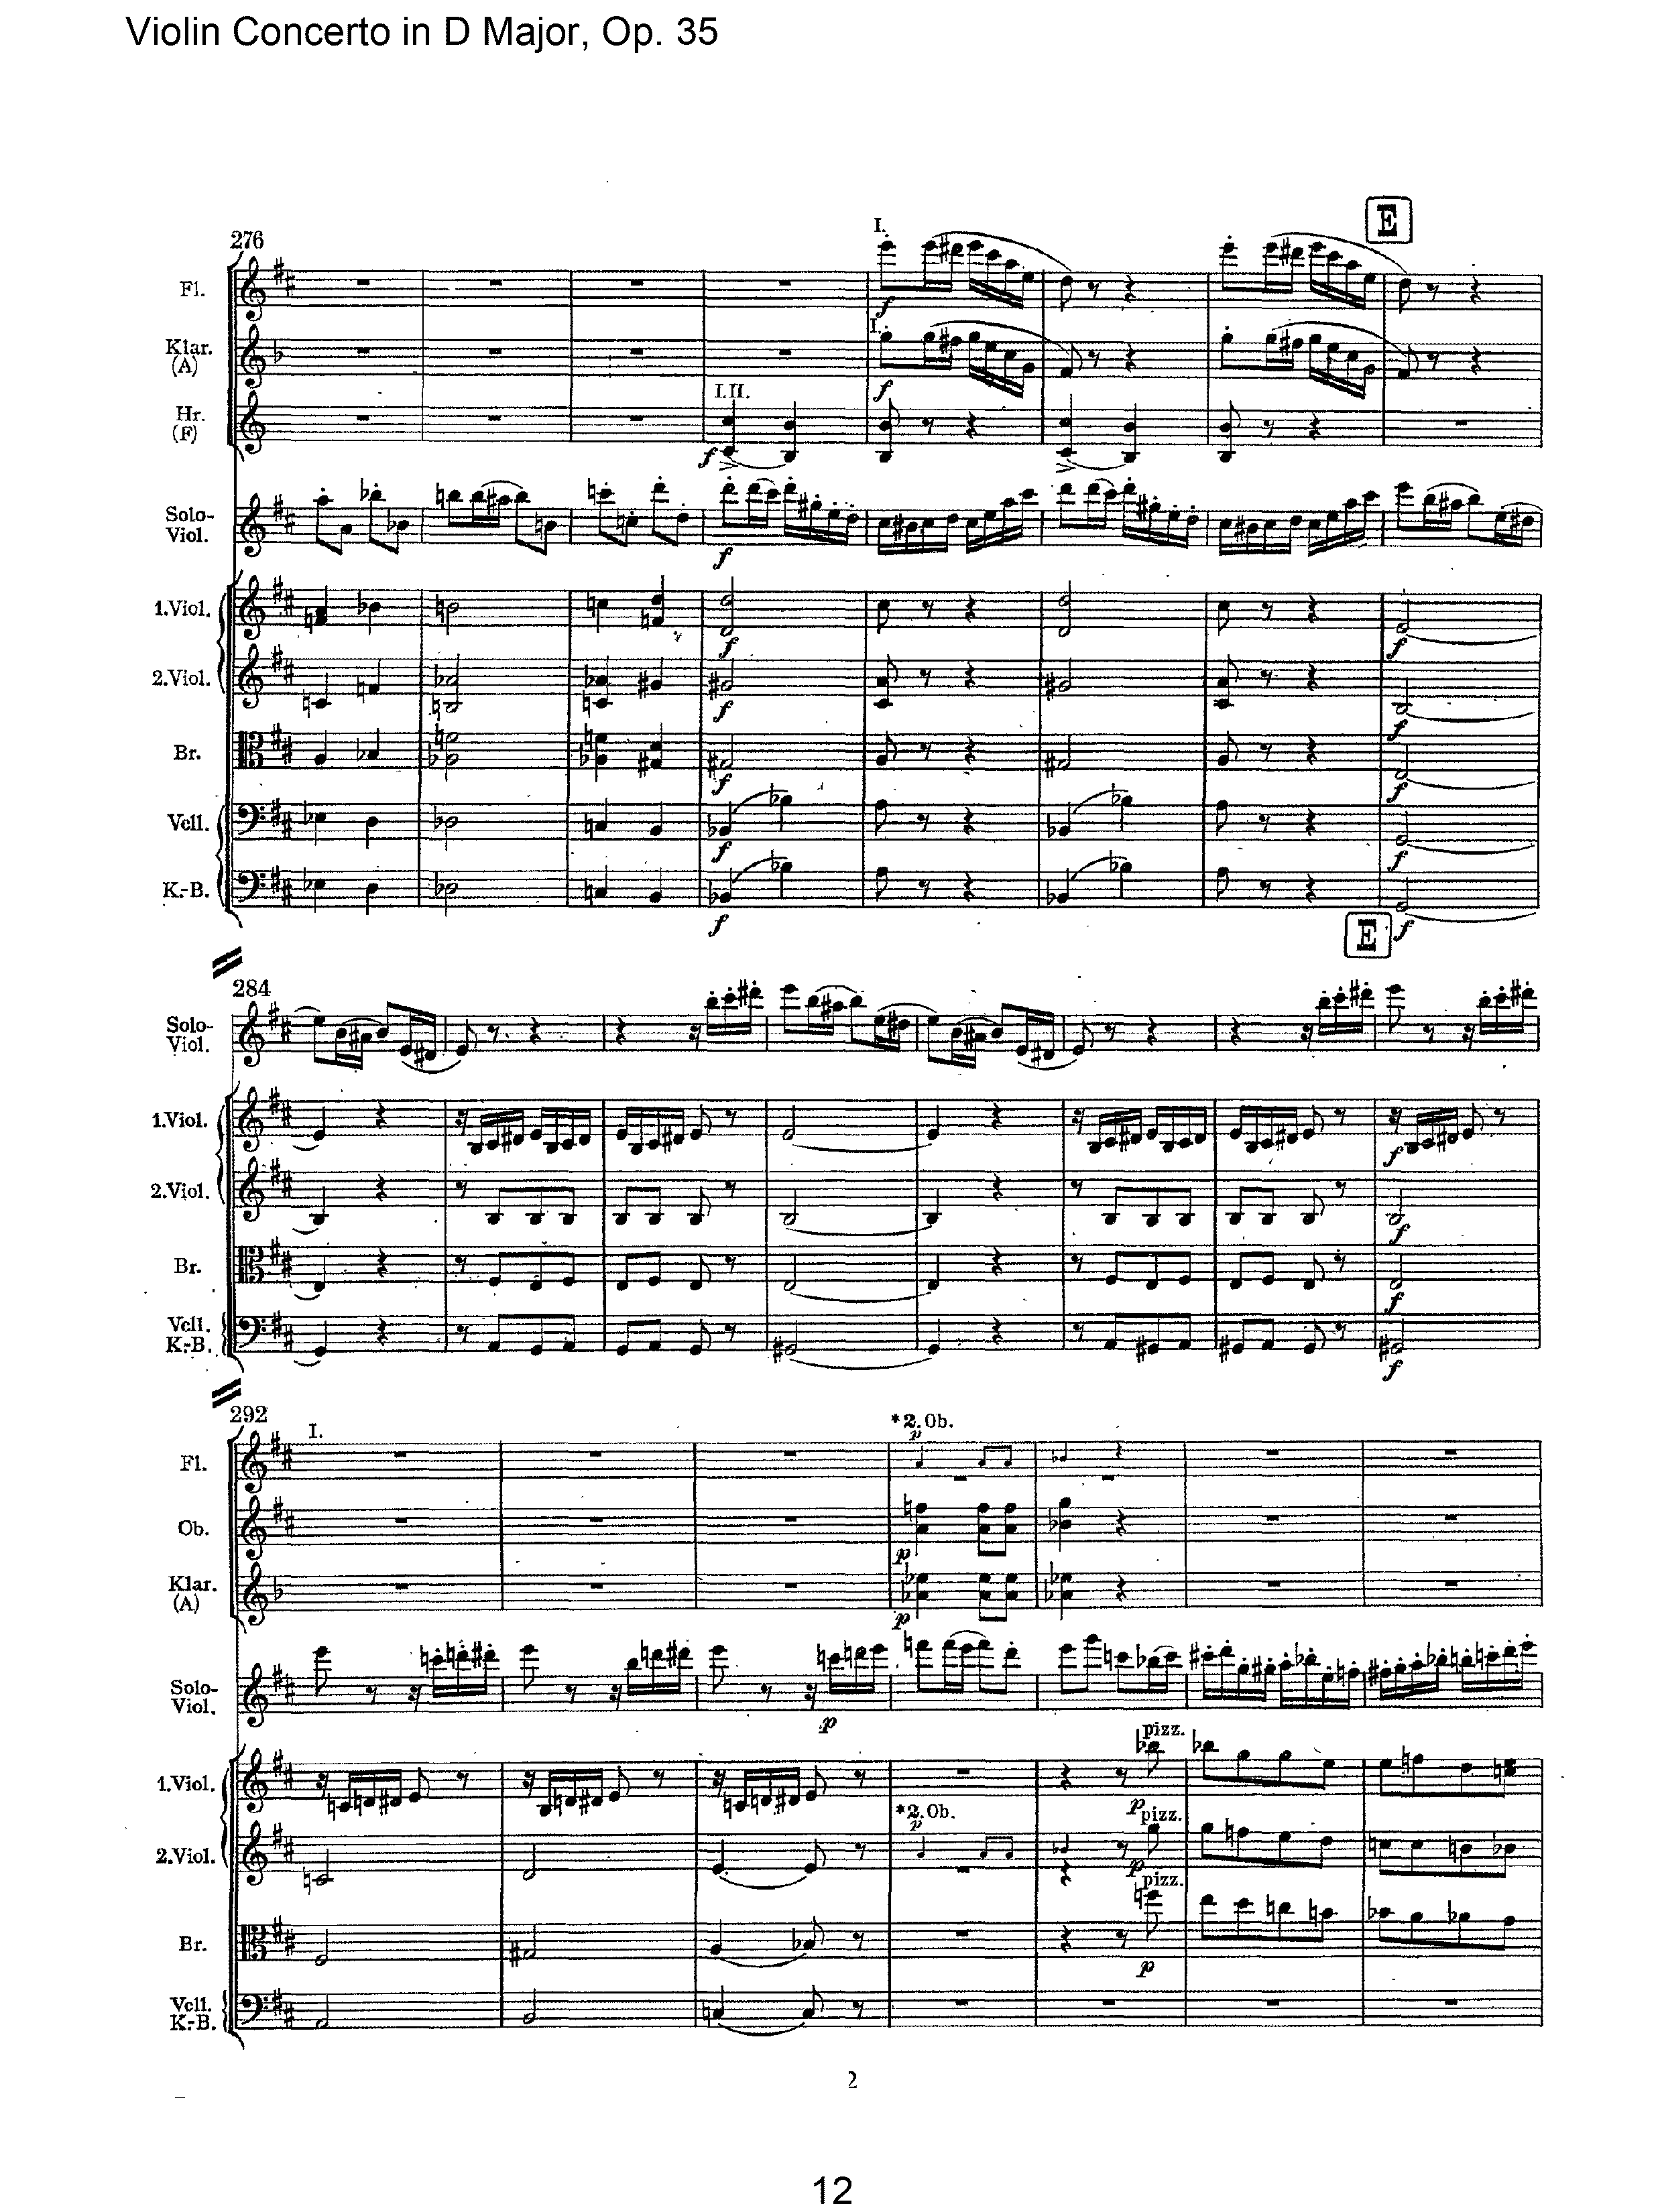 Violin Concerto in D Major, Op. 35
E
276
I.
Fl.
f
I.
Klar.
(A)
f
I.II.
Hr.
(F)
f
Solo-
Viol.
f
1.Viol.
f f
2.Viol.
f f
Br.
f f
Vcll.
f f
K.-B.
f f
E
284
Solo-
Viol.
1.Viol.
f
2.Viol.
f
Br.
f
Vcll.
K.-B.
f
292
I.
*2. Ob.
p
Fl.
Ob.
p
Klar.
(A)
p
Solo-
Viol.
p
pizz.
1.Viol.
p
*2. Ob.
pizz.
p
2.Viol.
p
pizz.
Br.
p
Vcll.
K.-B.
2
12